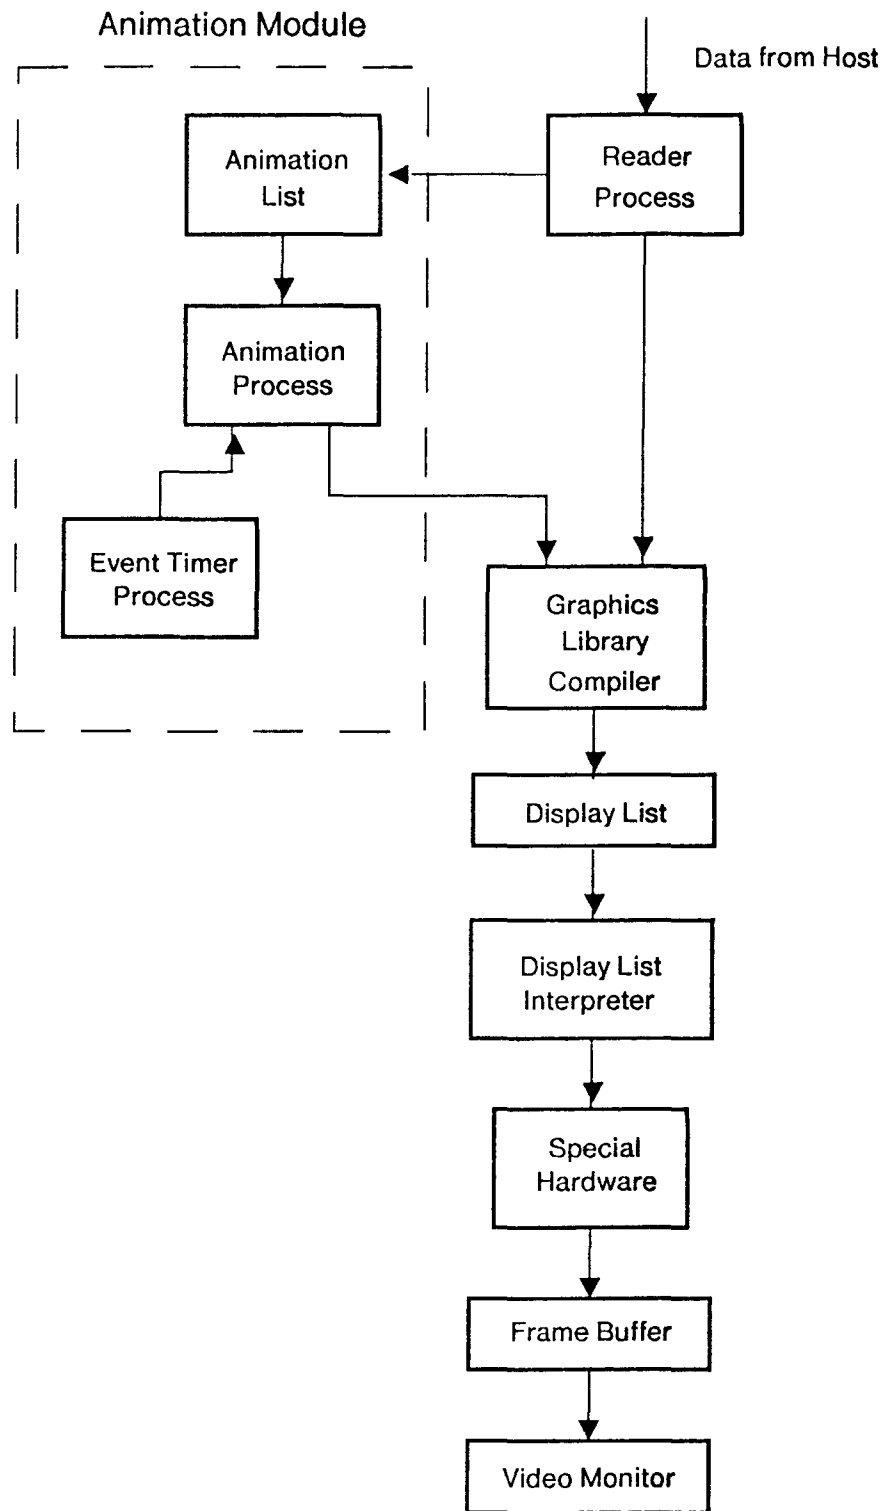 Animation Module
Data from Host
Animation
List
Reader
Process
Animation
Process
Event Timer
Process
Graphics
Library
Compiler
Display List
Display List
Interpreter
Special
Hardware
Frame Buffer
Video Monitor